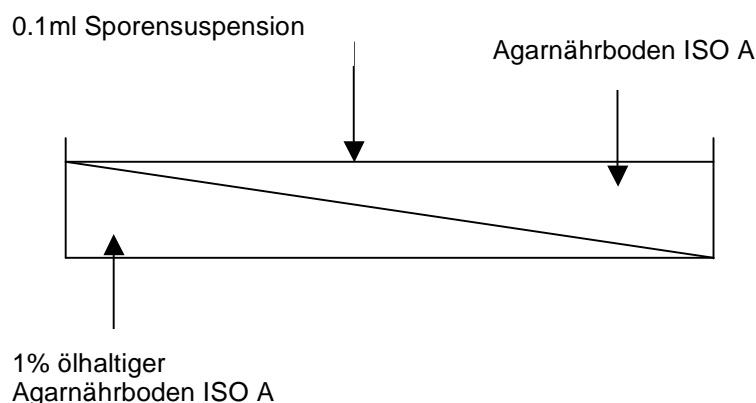 0.1ml Sporensuspension
Agarnährboden ISO A
1% ölhaltiger
Agarnährboden ISO A